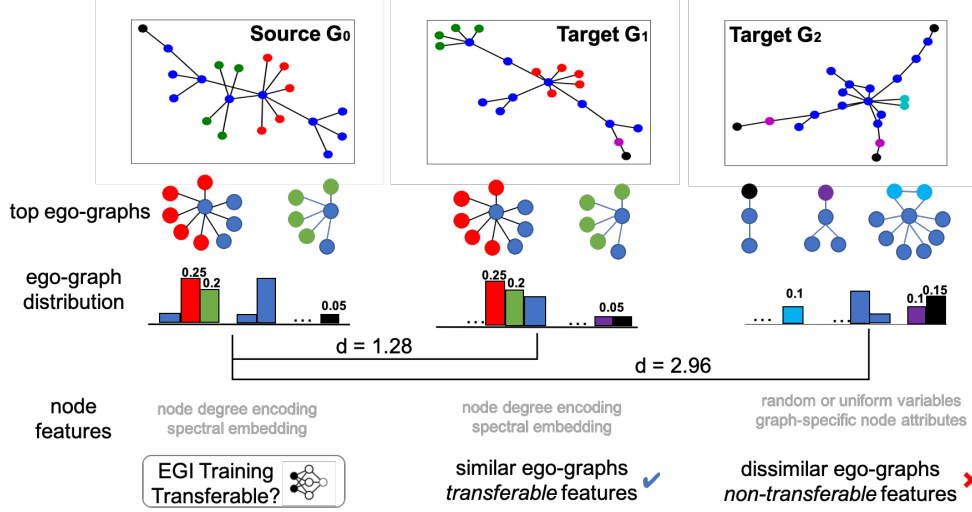 Source G0
Target G1
Target G2
top ego-graphs
ego-graph
distribution
0.25
0.2
...
0.05
0.25
0.2
...
...
0.05
...
0.1
...
0.1
0.15
d = 1.28
d = 2.96
node
features
node degree encoding
spectral embedding
node degree encoding
spectral embedding
random or uniform variables
graph-specific node attributes
EGI Training
Transferable?
similar ego-graphs
transferable features
dissimilar ego-graphs
non-transferable features